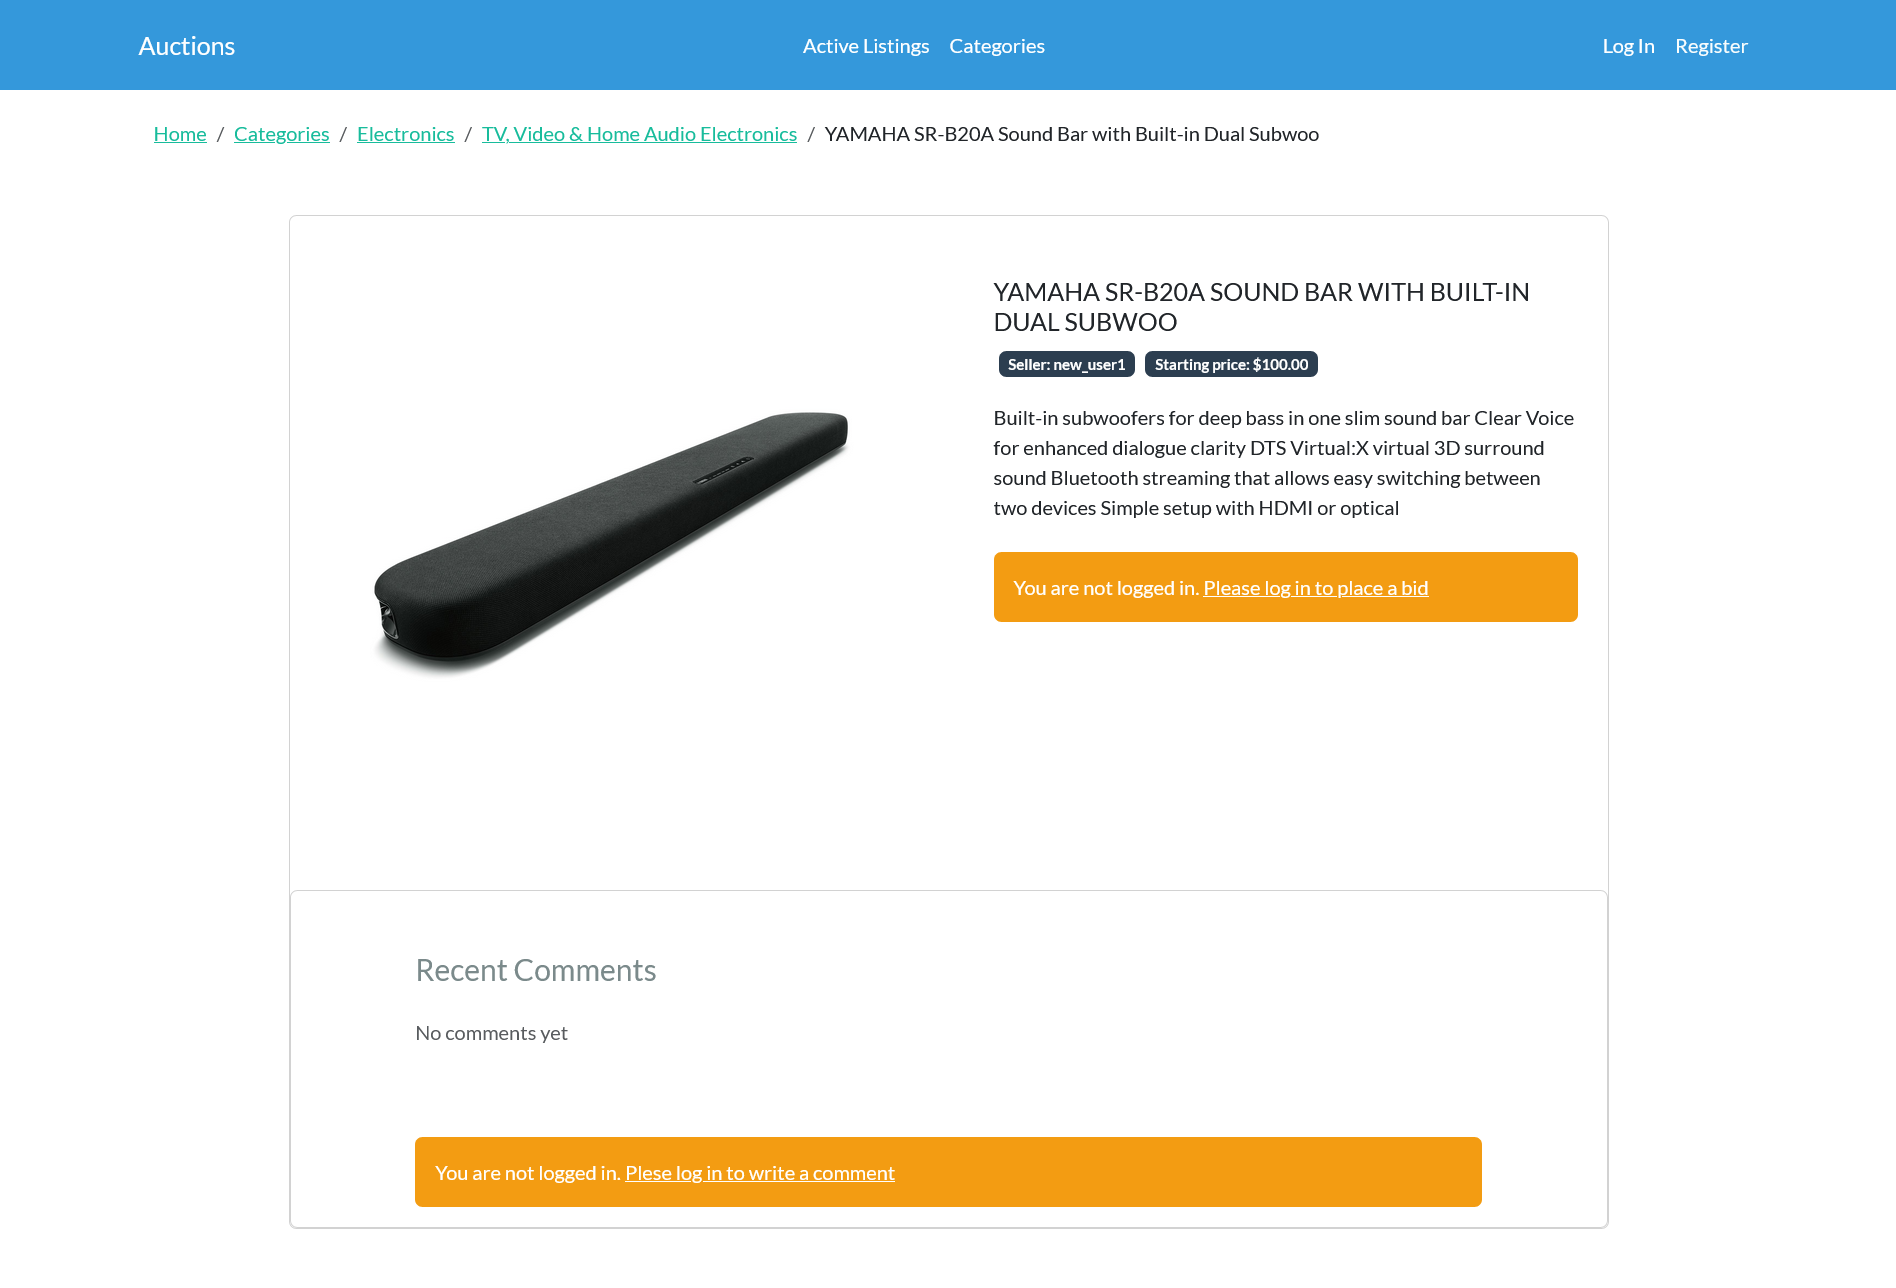 Auctions
Active Listings Categories
Log In Register
Home / Categories / Electronics / TV, Video & Home Audio Electronics / YAMAHA SR-B20A Sound Bar with Built-in Dual Subwoo
YAMAHA SR-B20A SOUND BAR WITH BUILT-IN
DUAL SUBWOO
Seller: new_user1 Starting price: $100.00
Built-in subwoofers for deep bass in one slim sound bar Clear Voice
for enhanced dialogue clarity DTS Virtual:X virtual 3D surround
sound Bluetooth streaming that allows easy switching between
two devices Simple setup with HDMI or optical
You are not logged in. Please log in to place a bid
Recent Comments
No comments yet
You are not logged in. Plese log in to write a comment